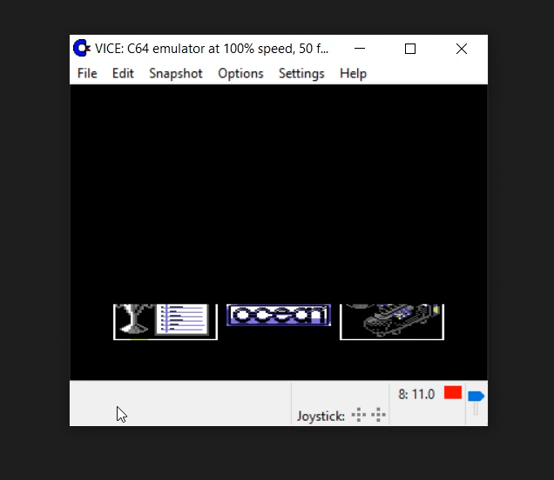 VICE: C64 emulator at 100% speed, 50 f...
File Edit Snapshot Options Settings Help
ocean
8: 11.0
Joystick: